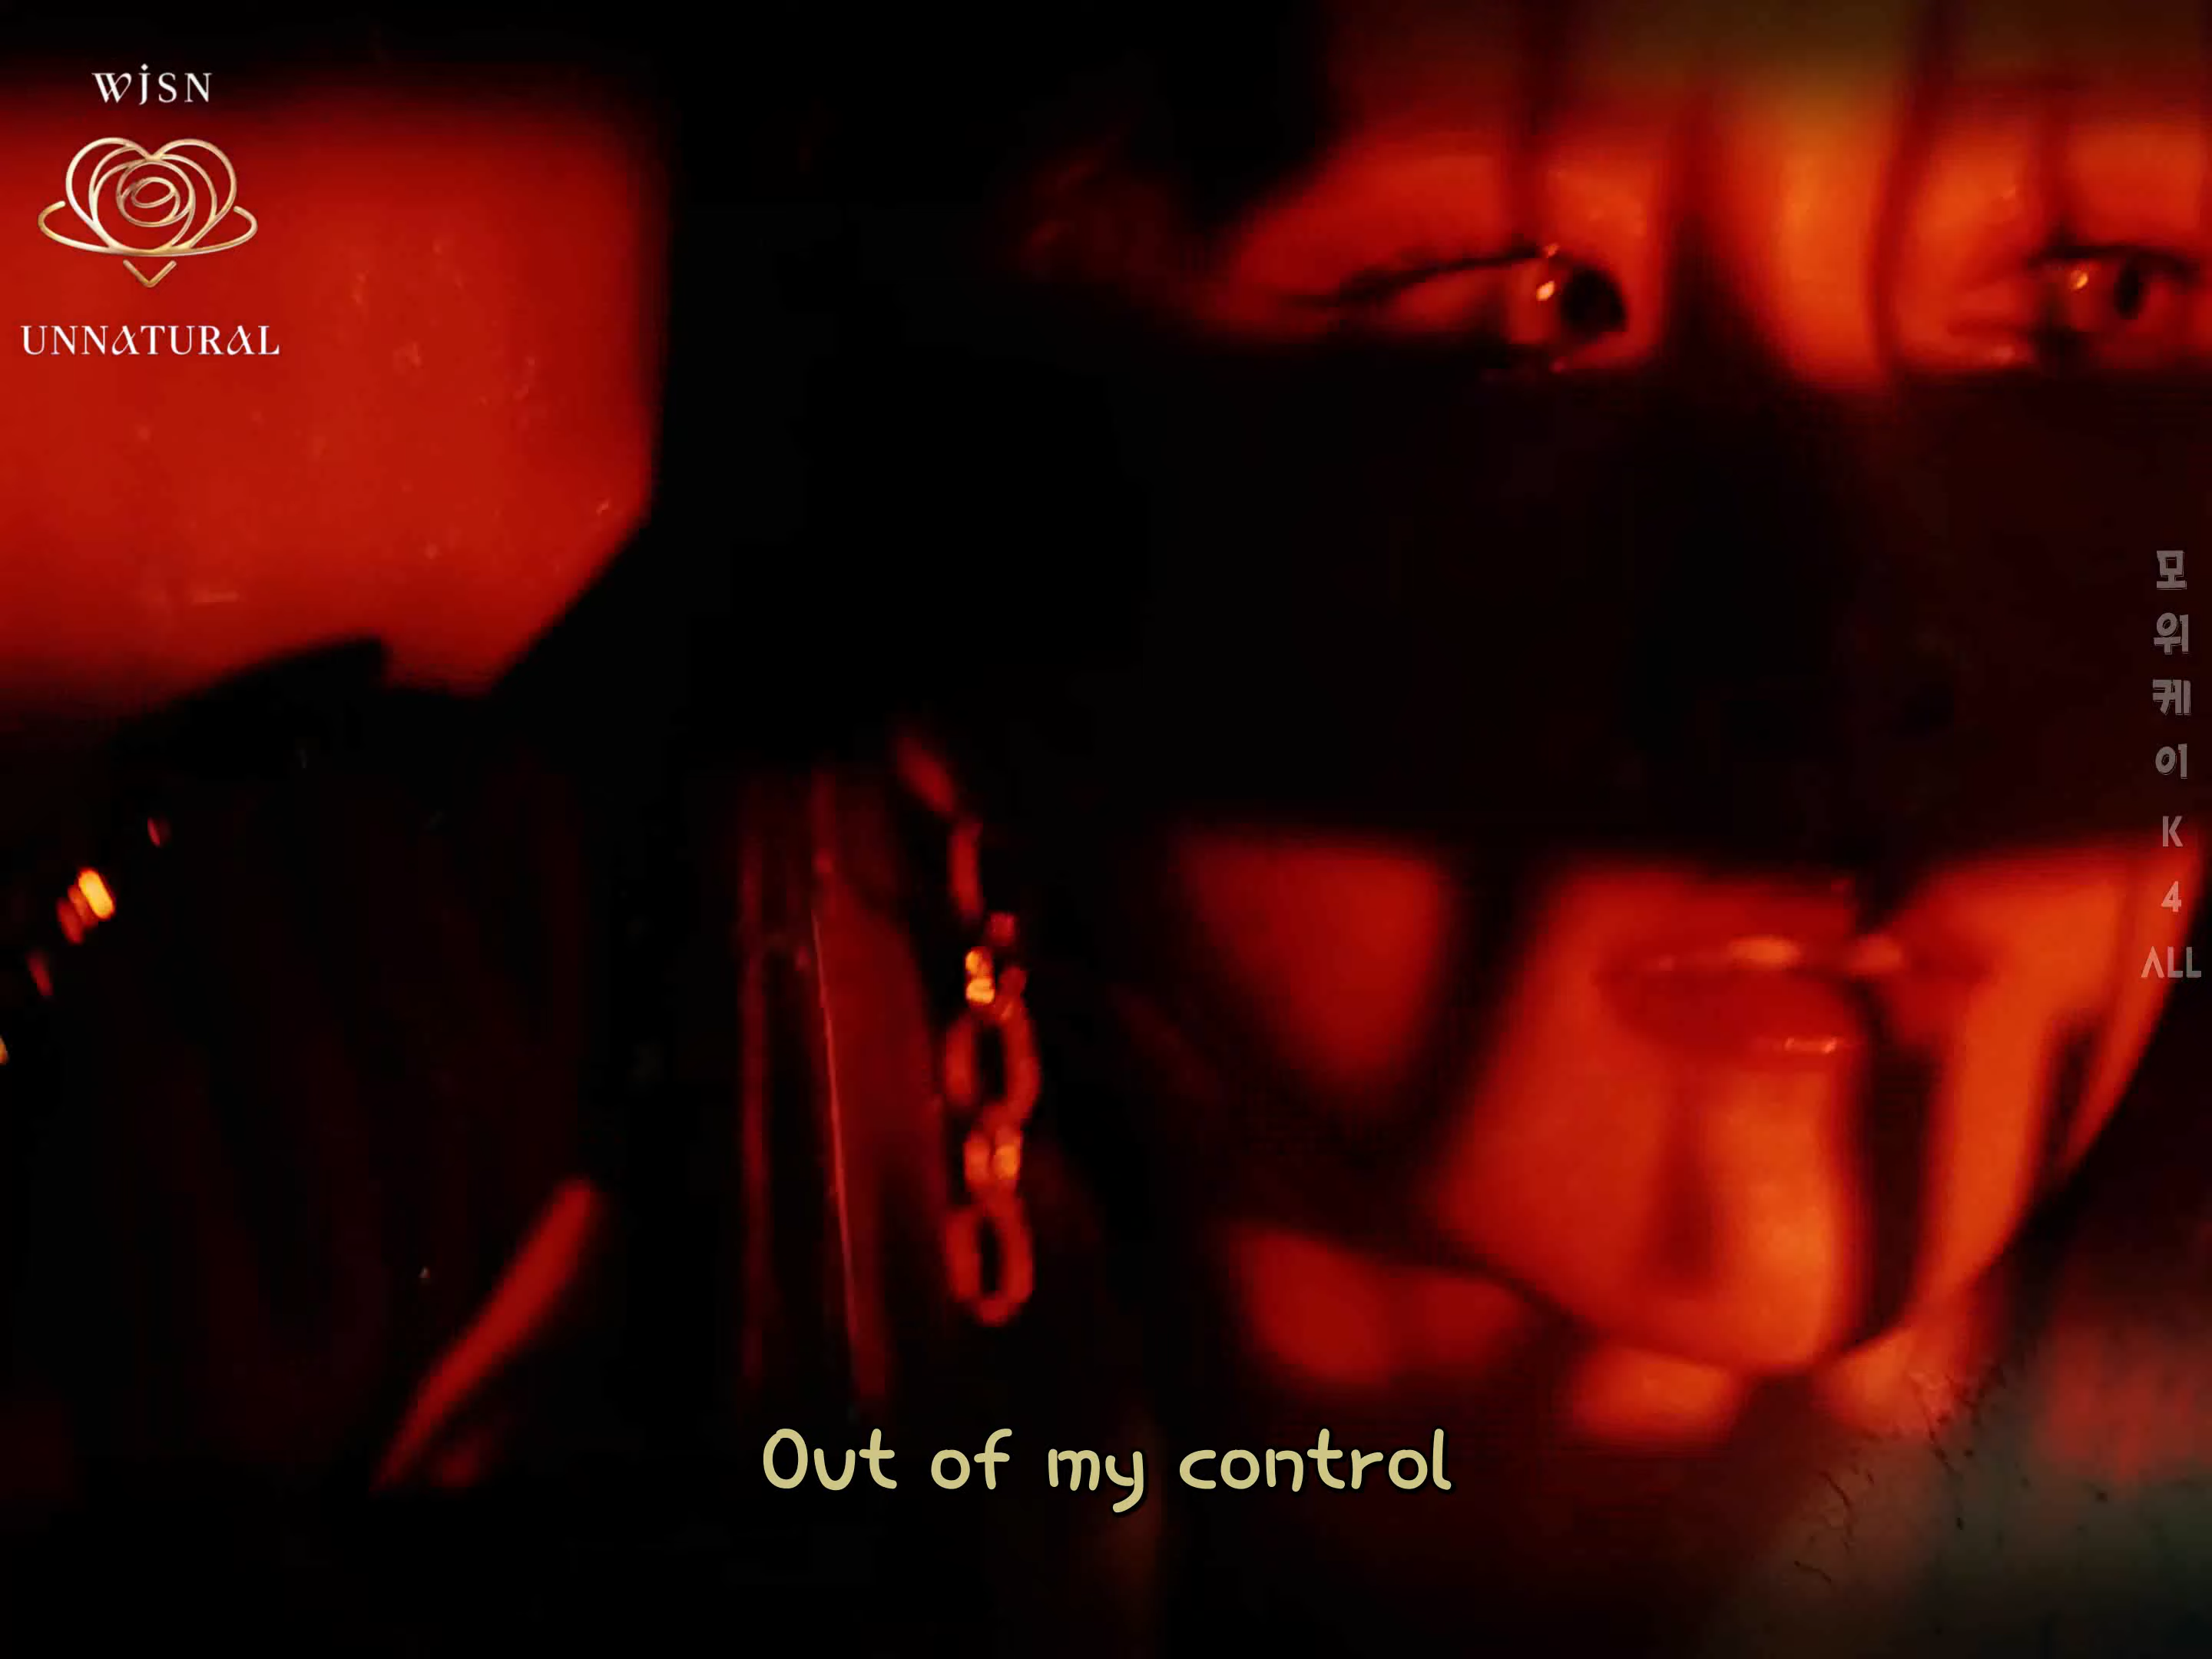 WJSN
UNNATURAL
모
위
케
이
K
4
ALL
Out of my control